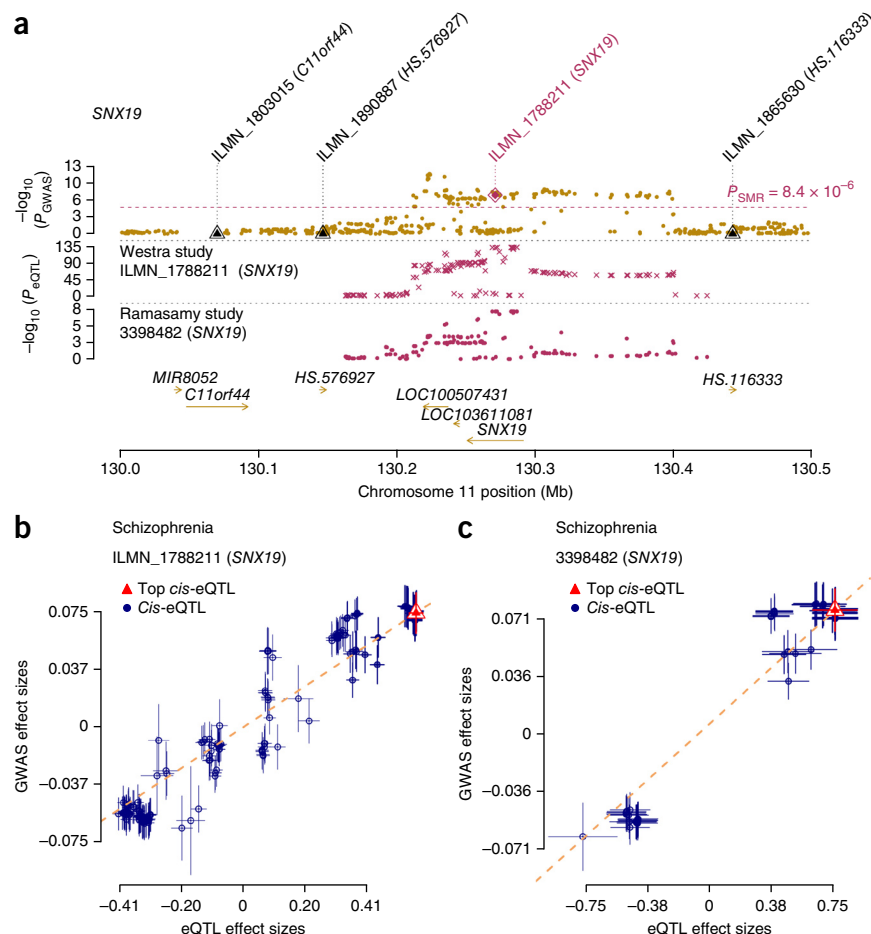 a
SNX19
ILMN_1803015 (C11orf44)
ILMN_1890887 (HS.576927)
ILMN_1788211 (SNX19)
ILMN_1865630 (HS.116333)
−log10 (PGWAS)
13
10
6
3
0
PSMR = 8.4 × 10−6
−log10 (PeQTL)
135
90
45
0
Westra study
ILMN_1788211 (SNX19)
8
5
3
0
Ramasamy study
3398482 (SNX19)
MIR8052
C11orf44
HS.576927
LOC100507431
LOC103611081
SNX19
HS.116333
130.0 130.1 130.2 130.3 130.4 130.5
Chromosome 11 position (Mb)
b
Schizophrenia
ILMN_1788211 (SNX19)
Top cis-eQTL
Cis-eQTL
GWAS effect sizes
0.075
0.037
0
−0.037
−0.075
−0.41 −0.20 0 0.20 0.41
eQTL effect sizes
c
Schizophrenia
3398482 (SNX19)
Top cis-eQTL
Cis-eQTL
GWAS effect sizes
0.071
0.036
0
−0.036
−0.071
−0.75 −0.38 0 0.38 0.75
eQTL effect sizes